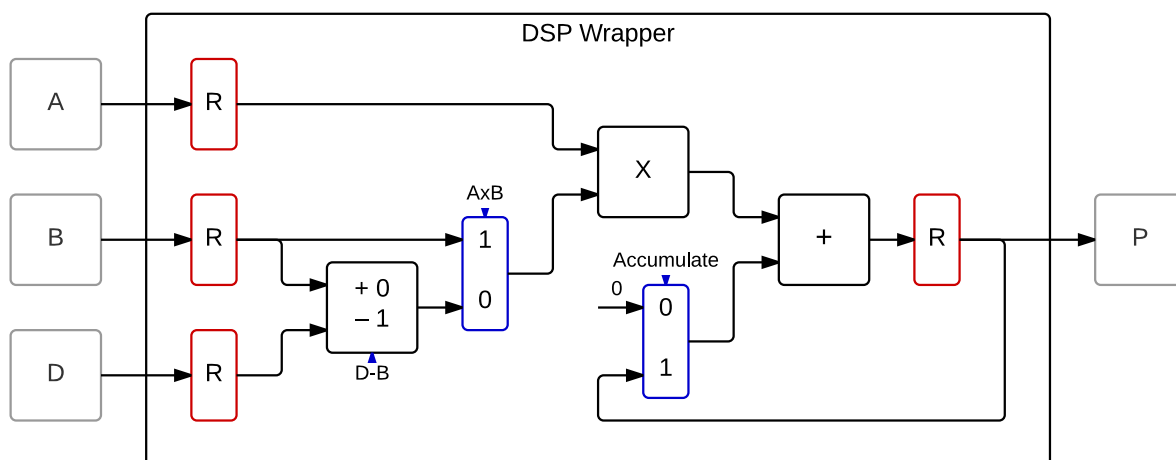 DSP Wrapper
A
R
X
AxB
B
R
1
+
R
P
Accumulate
+ 0
– 1
0
0
0
D
R
D-B
1